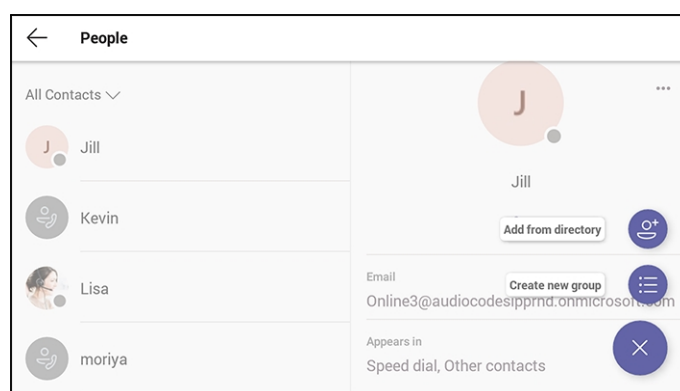 People
All Contacts
J
Jill
Kevin
Lisa
moriya
J
Jill
Add from directory
Email
Create new group
Online3@audiocodesipprnd.onmicrosoft.com
Appears in
Speed dial, Other contacts